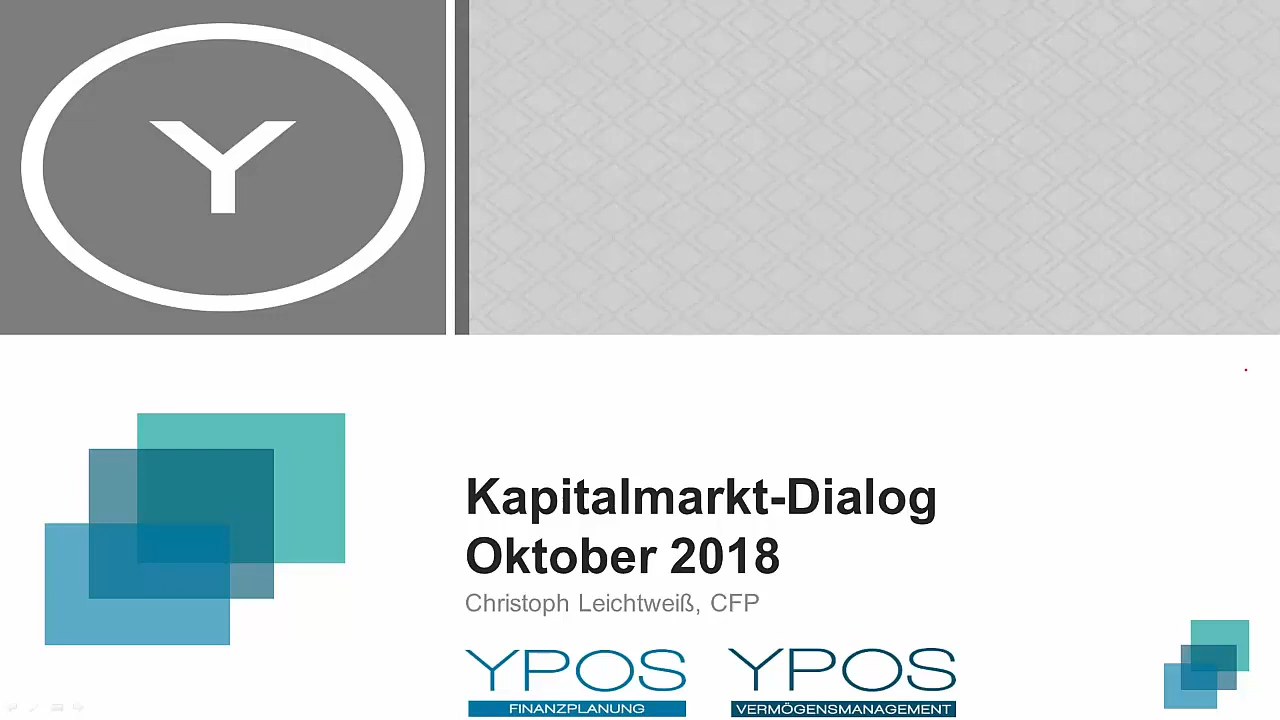 Y
Kapitalmarkt-Dialog
Oktober 2018
Christoph Leichtweiß, CFP
YPOS YPOS
FINANZPLANUNG VERMÖGENSMANAGEMENT